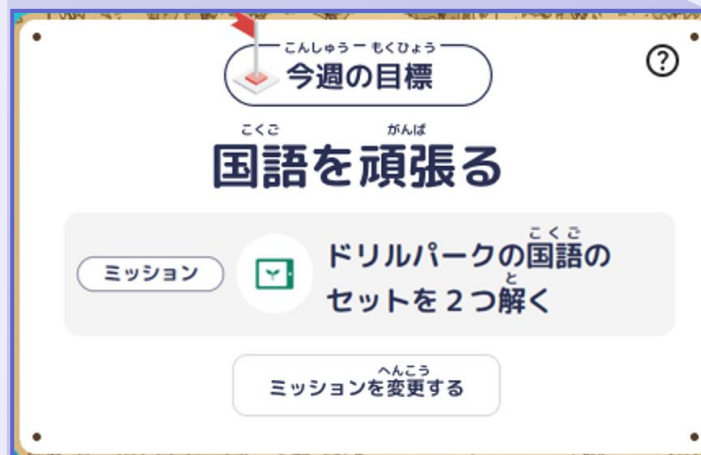 こんしゅう ー もくひょう
今週の目標
?
こくご がんば
国語を頑張る
ミッション
こくご
ドリルパークの国語の
と
セットを2つ解く
へんこう
ミッションを変更する